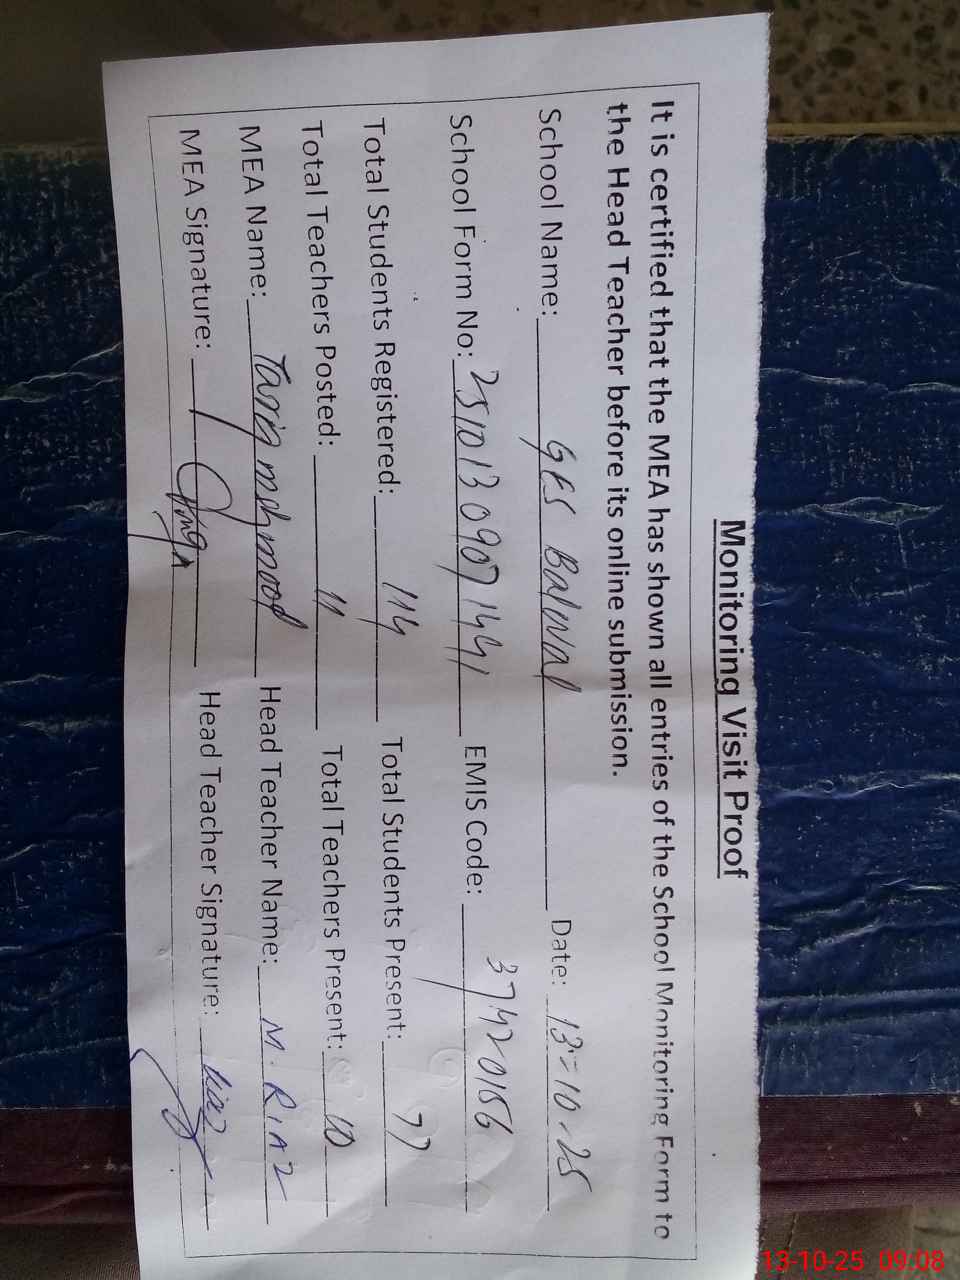 Monitoring Visit Proof
It is certified that the MEA has shown all entries of the School Monitoring Form to
the Head Teacher before its online submission.
School Name: GES Balwal Date: 13-10-25
School Form No: 25101309071441 EMIS Code: 37420156
Total Students Registered: 114 Total Students Present: 77
Total Teachers Posted: 11 Total Teachers Present: 10
MEA Name: Tariq mahmood Head Teacher Name: M. RIAZ
MEA Signature: Head Teacher Signature: Riaz
13-10-25 09:08